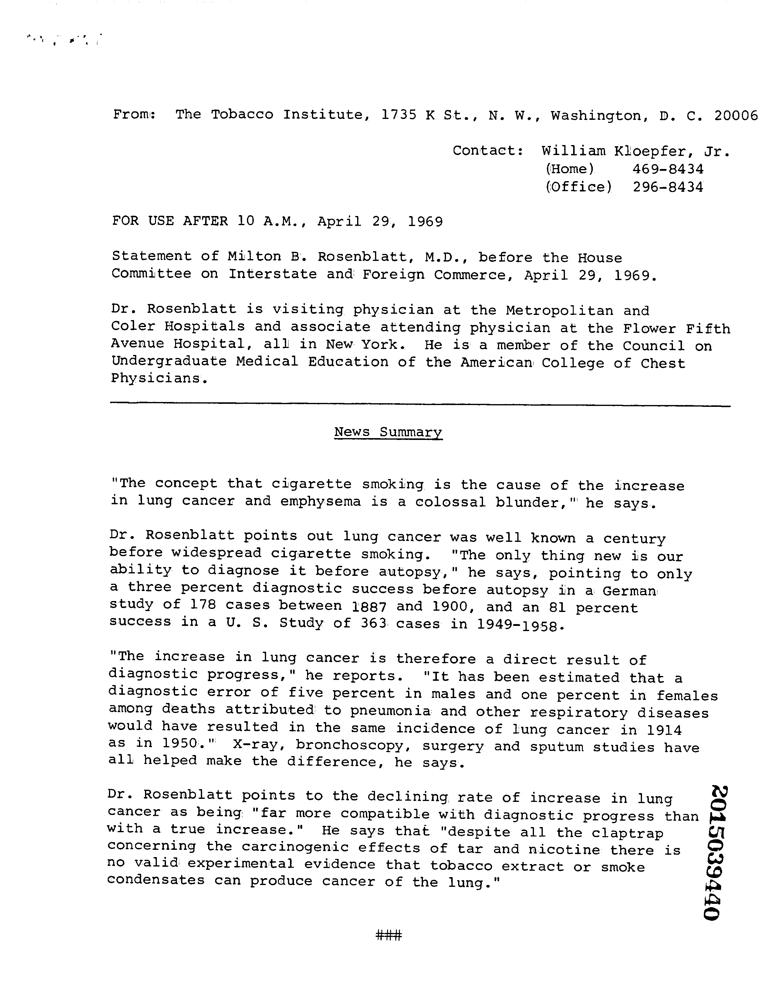 From: The Tobacco Institute, 1735 K St., N. W., Washington, D. C. 20006
Contact: William Kloepfer, Jr.
(Home) 469-8434
(Office) 296-8434
FOR USE AFTER 10 A.M., April 29, 1969
Statement of Milton B. Rosenblatt, M.D., before the House
Committee on Interstate and Foreign Commerce, April 29, 1969.
Dr. Rosenblatt is visiting physician at the Metropolitan and
Coler Hospitals and associate attending physician at the Flower Fifth
Avenue Hospital, all in New York. He is a member of the Council on
Undergraduate Medical Education of the American College of Chest
Physicians.
News Summary
"The concept that cigarette smoking is the cause of the increase
in lung cancer and emphysema is a colossal blunder," he says.
Dr. Rosenblatt points out lung cancer was well known a century
before widespread cigarette smoking. "The only thing new is our
ability to diagnose it before autopsy," he says, pointing to only
a three percent diagnostic success before autopsy in a German
study of 178 cases between 1887 and 1900, and an 81 percent
success in a U. S. Study of 363 cases in 1949-1958.
"The increase in lung cancer is therefore a direct result of
diagnostic progress," he reports. "It has been estimated that a
diagnostic error of five percent in males and one percent in females
among deaths attributed to pneumonia and other respiratory diseases
would have resulted in the same incidence of lung cancer in 1914
as in 1950." X-ray, bronchoscopy, surgery and sputum studies have
all helped make the difference, he says.
Dr. Rosenblatt points to the declining rate of increase in lung
cancer as being "far more compatible with diagnostic progress than
with a true increase." He says that "despite all the claptrap
concerning the carcinogenic effects of tar and nicotine there is
no valid experimental evidence that tobacco extract or smoke
condensates can produce cancer of the lung."
###
2015039440